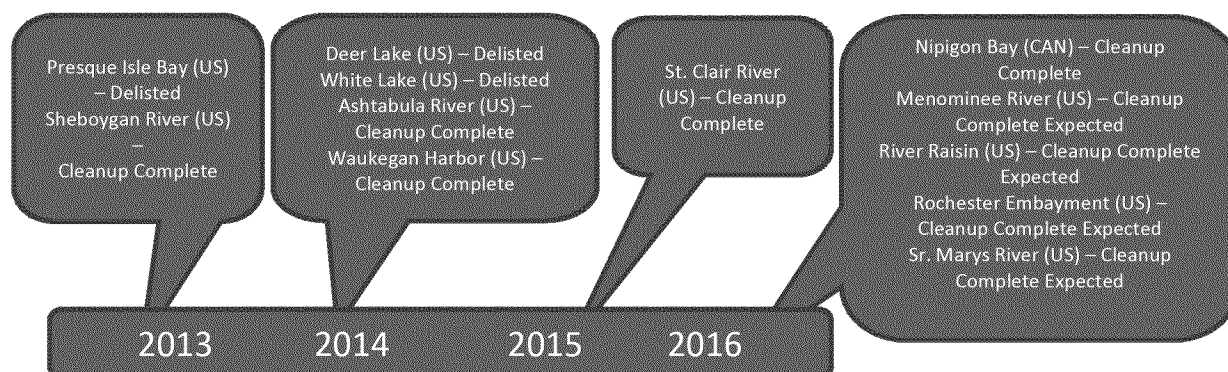 Presque Isle Bay (US)
– Delisted
Sheboygan River (US)
–
Cleanup Complete
Deer Lake (US) – Delisted
White Lake (US) – Delisted
Ashtabula River (US) –
Cleanup Complete
Waukegan Harbor (US) –
Cleanup Complete
St. Clair River
(US) – Cleanup
Complete
Nipigon Bay (CAN) – Cleanup
Complete
Menominee River (US) – Cleanup
Complete Expected
River Raisin (US) – Cleanup Complete
Expected
Rochester Embayment (US) –
Cleanup Complete Expected
Sr. Marys River (US) – Cleanup
Complete Expected
2013 2014 2015 2016